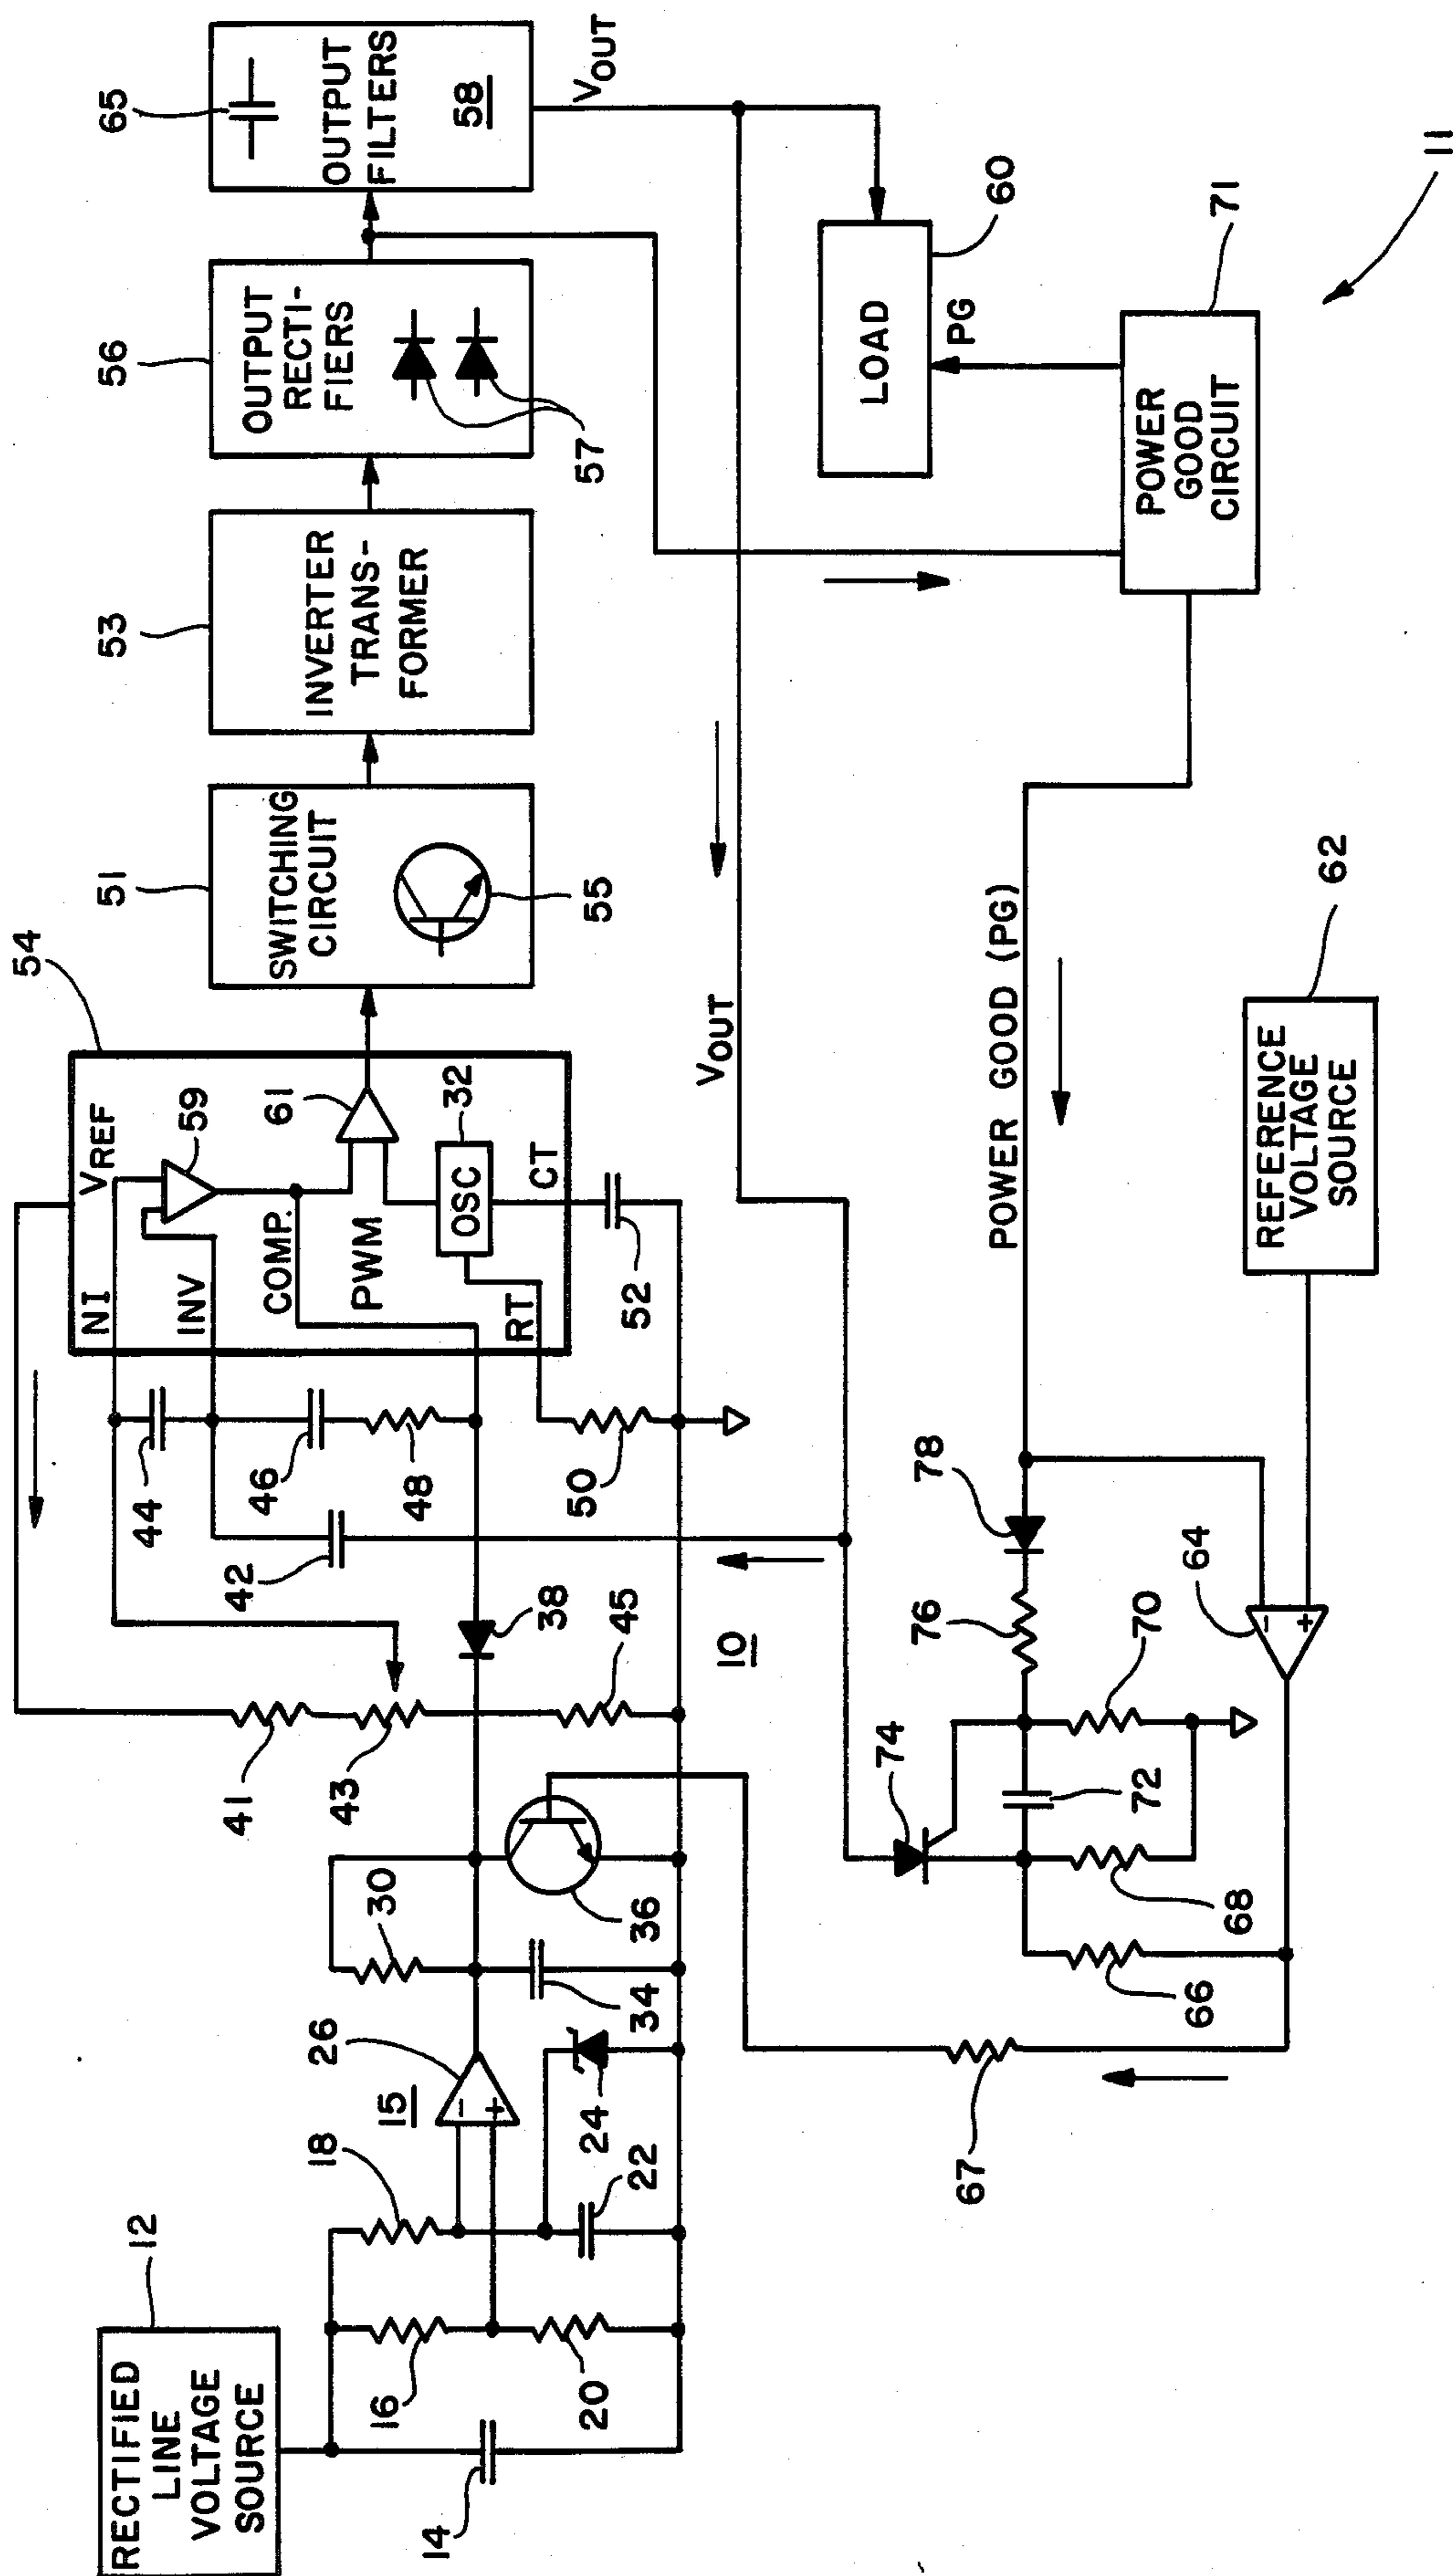 RECTIFIED
LINE
VOLTAGE
SOURCE
12
14
16
18
20
22
24
15
26
-
+
30
34
36
38
41
43
45
10
42
44
46
48
50
52
54
NI
VREF
INV
59
COMP.
PWM
61
32
OSC
RT
CT
51
SWITCHING
CIRCUIT
55
53
INVERTER
TRANS-
FORMER
56
OUTPUT
RECTI-
FIERS
57
65
OUTPUT
FILTERS
58
VOUT
VOUT
LOAD
60
PG
POWER
GOOD
CIRCUIT
71
11
POWER GOOD (PG)
REFERENCE
VOLTAGE
SOURCE
62
78
76
64
-
+
74
70
72
68
66
67